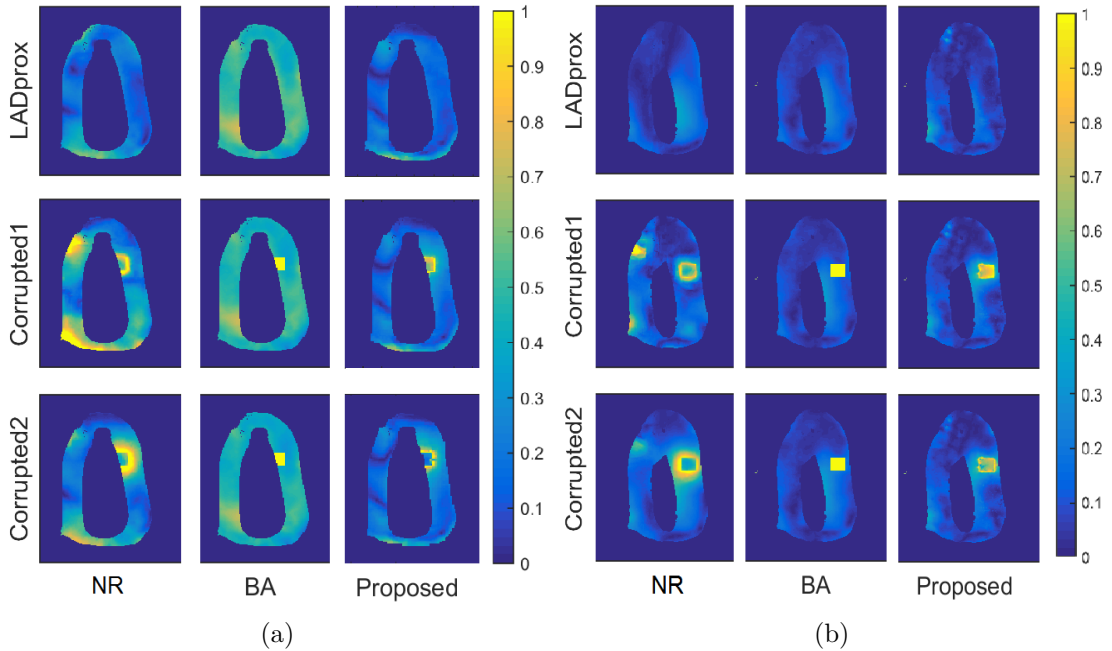 LADprox
Corrupted1
Corrupted2
NR
BA
Proposed
1
0.9
0.8
0.7
0.6
0.5
0.4
0.3
0.2
0.1
0
(a)
LADprox
Corrupted1
Corrupted2
NR
BA
Proposed
1
0.9
0.8
0.7
0.6
0.5
0.4
0.3
0.2
0.1
0
(b)